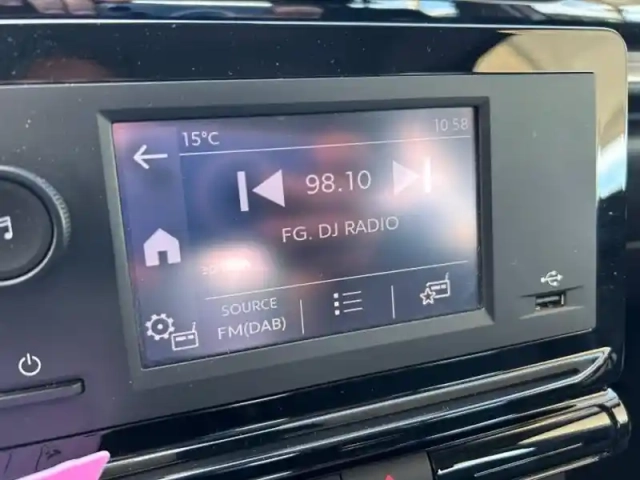 15°C
10:58
98.10
FG. DJ RADIO
SOURCE
FM(DAB)